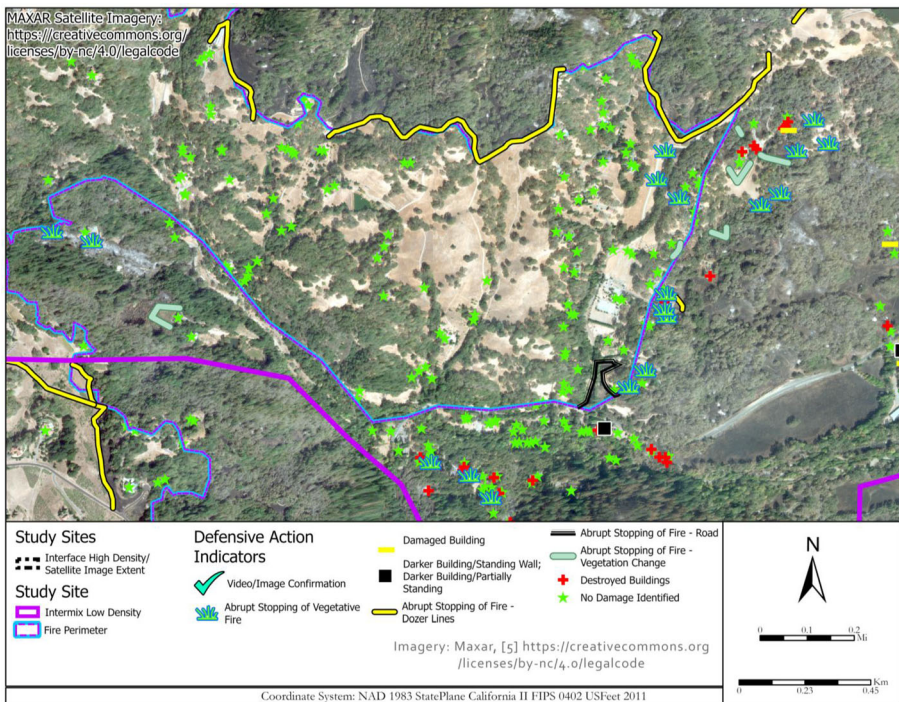 MAXAR Satellite Imagery:
https://creativecommons.org/
licenses/by-nc/4.0/legalcode
Study Sites
Interface High Density/
Satellite Image Extent
Study Site
Intermix Low Density
Fire Perimeter
Defensive Action
Indicators
Video/Image Confirmation
Abrupt Stopping of Vegetative
Fire
Damaged Building
Darker Building/Standing Wall;
Darker Building/Partially
Standing
Abrupt Stopping of Fire -
Dozer Lines
Abrupt Stopping of Fire - Road
Abrupt Stopping of Fire -
Vegetation Change
Destroyed Buildings
No Damage Identified
Imagery: Maxar, [5] https://creativecommons.org
/licenses/by-nc/4.0/legalcode
N
0 0.1 0.2
Mi
Km
0 0.23 0.45
Coordinate System: NAD 1983 StatePlane California II FIPS 0402 USFeet 2011